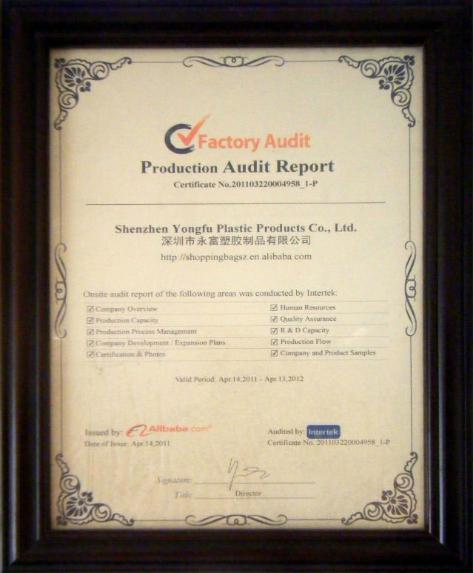 Factory Audit
Production Audit Report
Certificate No.201103220004958_1-P
Shenzhen Yongfu Plastic Products Co., Ltd.
深圳市永富塑胶制品有限公司
http://shoppingbagsz.en.alibaba.com
Onsite audit report of the following areas was conducted by Intertek:
☑ Company Overview ☑ Human Resources
☑ Production Capacity ☑ Quality Assurance
☑ Production Process Management ☑ R & D Capacity
☑ Company Development / Expansion Plans ☑ Production Flow
☑ Certification & Photos ☑ Company and Product Samples
Valid Period: Apr.14,2011 - Apr.13,2012
Issued by: Alibaba.com Audited by: Intertek
Date of Issue: Apr.14,2011 Certificate No. 201103220004958_1-P
Signature:
Title: Director